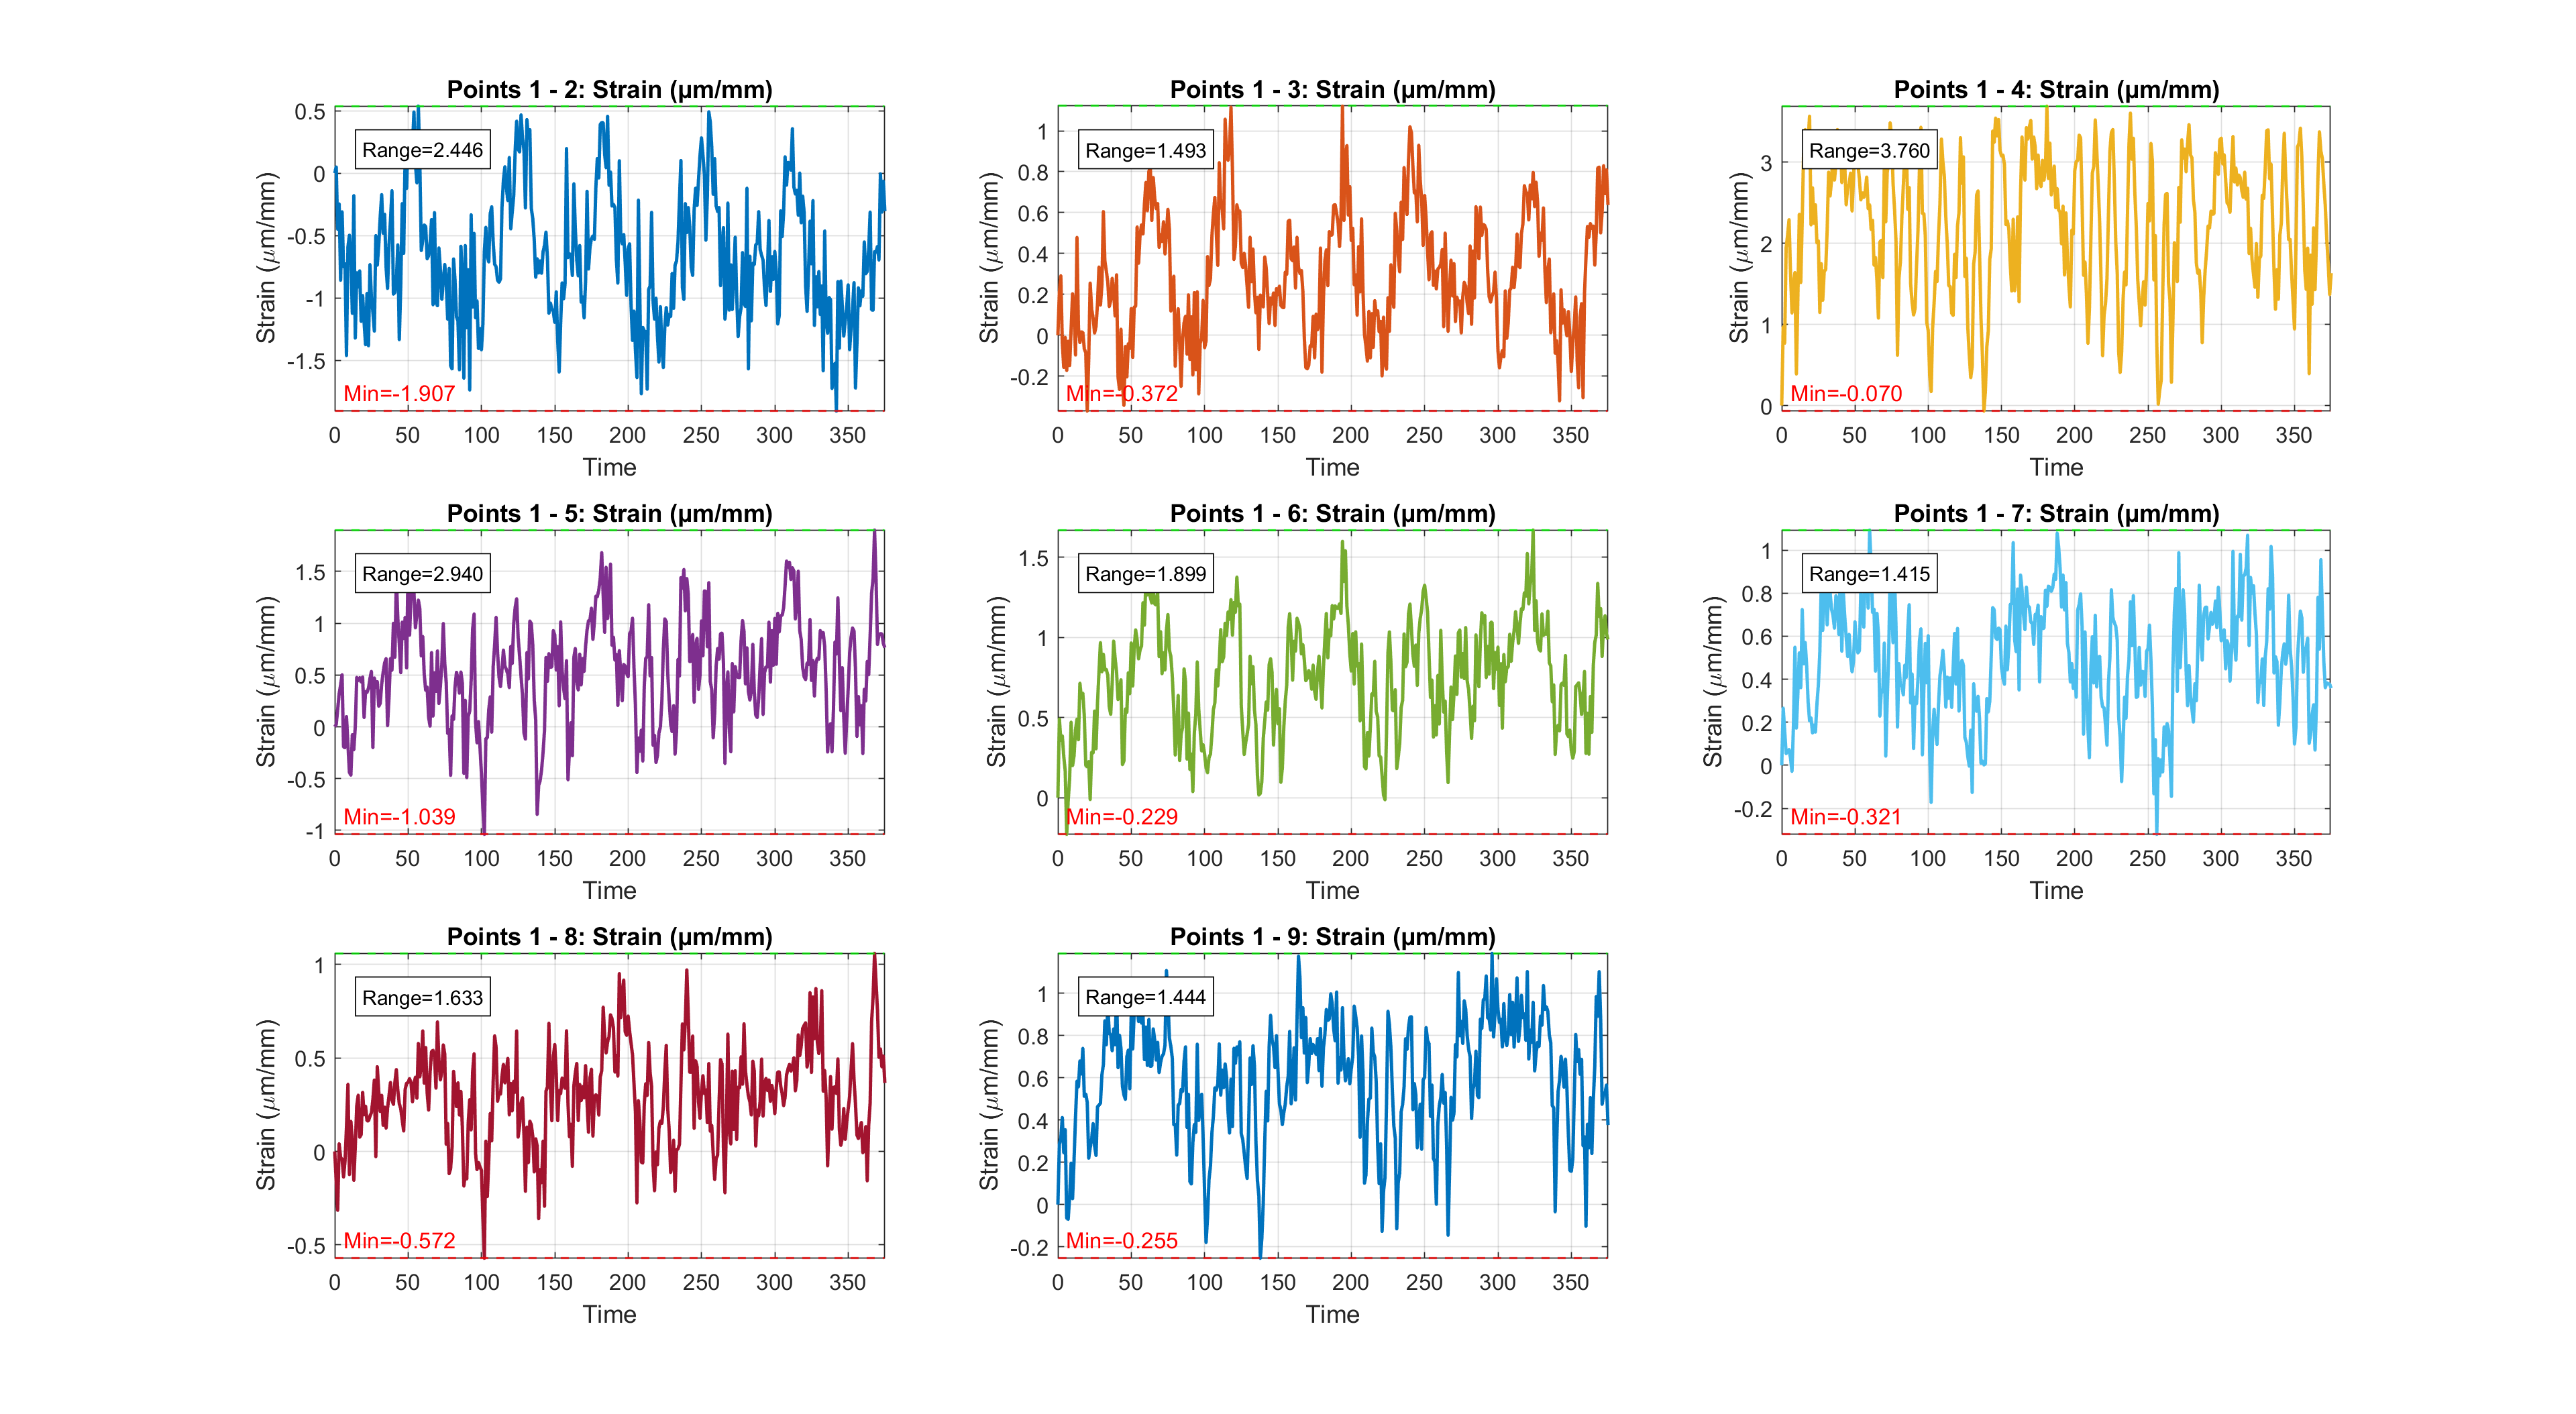 Points 1 - 2: Strain (µm/mm)
Strain (μm/mm)
0.5
0
-0.5
-1
-1.5
Range=2.446
Min=-1.907
0 50 100 150 200 250 300 350
Time
Points 1 - 3: Strain (µm/mm)
Strain (μm/mm)
1
0.8
0.6
0.4
0.2
0
-0.2
Range=1.493
Min=-0.372
0 50 100 150 200 250 300 350
Time
Points 1 - 4: Strain (µm/mm)
Strain (μm/mm)
3
2
1
0
Range=3.760
Min=-0.070
0 50 100 150 200 250 300 350
Time
Points 1 - 5: Strain (µm/mm)
Strain (μm/mm)
1.5
1
0.5
0
-0.5
-1
Range=2.940
Min=-1.039
0 50 100 150 200 250 300 350
Time
Points 1 - 6: Strain (µm/mm)
Strain (μm/mm)
1.5
1
0.5
0
Range=1.899
Min=-0.229
0 50 100 150 200 250 300 350
Time
Points 1 - 7: Strain (µm/mm)
Strain (μm/mm)
1
0.8
0.6
0.4
0.2
0
-0.2
Range=1.415
Min=-0.321
0 50 100 150 200 250 300 350
Time
Points 1 - 8: Strain (µm/mm)
Strain (μm/mm)
1
0.5
0
-0.5
Range=1.633
Min=-0.572
0 50 100 150 200 250 300 350
Time
Points 1 - 9: Strain (µm/mm)
Strain (μm/mm)
1
0.8
0.6
0.4
0.2
0
-0.2
Range=1.444
Min=-0.255
0 50 100 150 200 250 300 350
Time